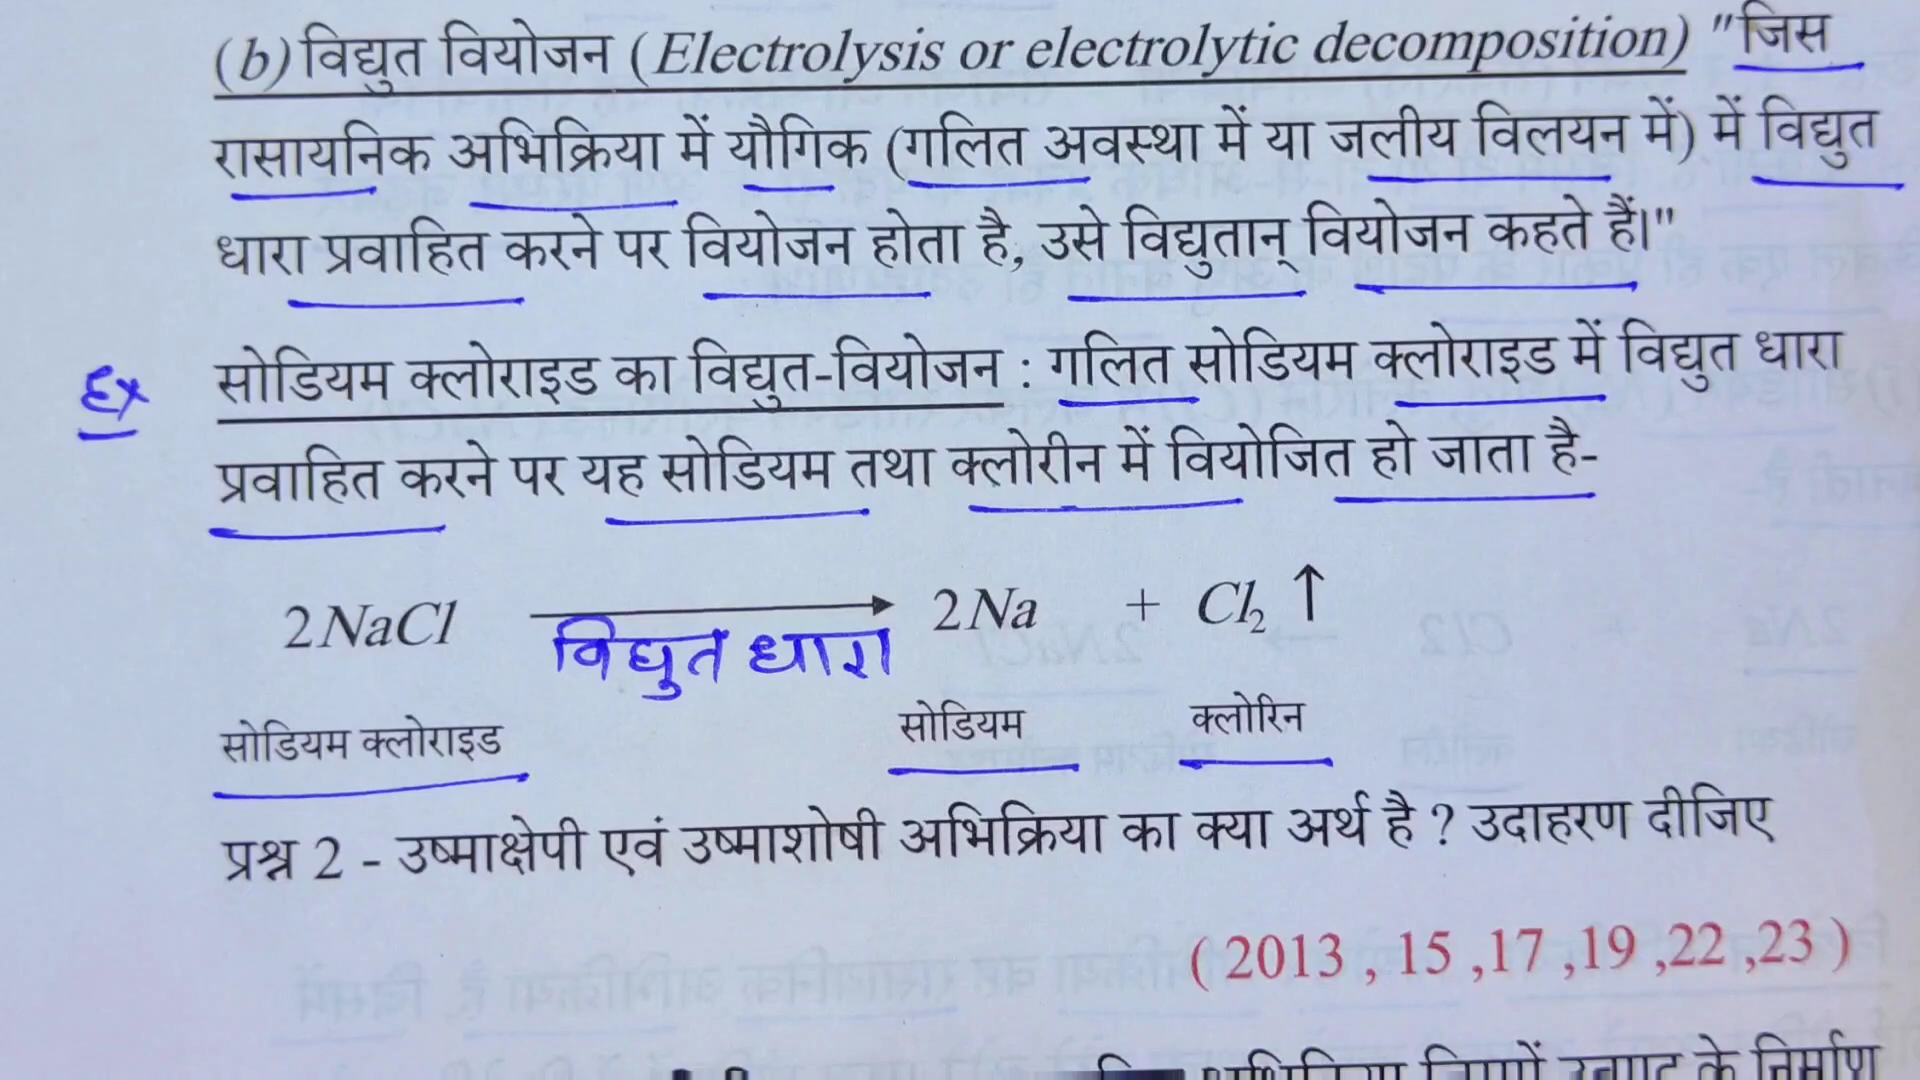 (b) विद्युत वियोजन (Electrolysis or electrolytic decomposition) "जिस
रासायनिक अभिक्रिया में यौगिक (गलित अवस्था में या जलीय विलयन में) में विद्युत
धारा प्रवाहित करने पर वियोजन होता है, उसे विद्युतान् वियोजन कहते हैं।"
Ex सोडियम क्लोराइड का विद्युत-वियोजन : गलित सोडियम क्लोराइड में विद्युत धारा
प्रवाहित करने पर यह सोडियम तथा क्लोरीन में वियोजित हो जाता है-
2NaCl → 2Na + Cl₂ ↑
विद्युत धारा
सोडियम क्लोराइड सोडियम क्लोरिन
प्रश्न 2 - उष्माक्षेपी एवं उष्माशोषी अभिक्रिया का क्या अर्थ है ? उदाहरण दीजिए
( 2013 , 15 ,17 ,19 ,22 ,23 )
के निर्माण